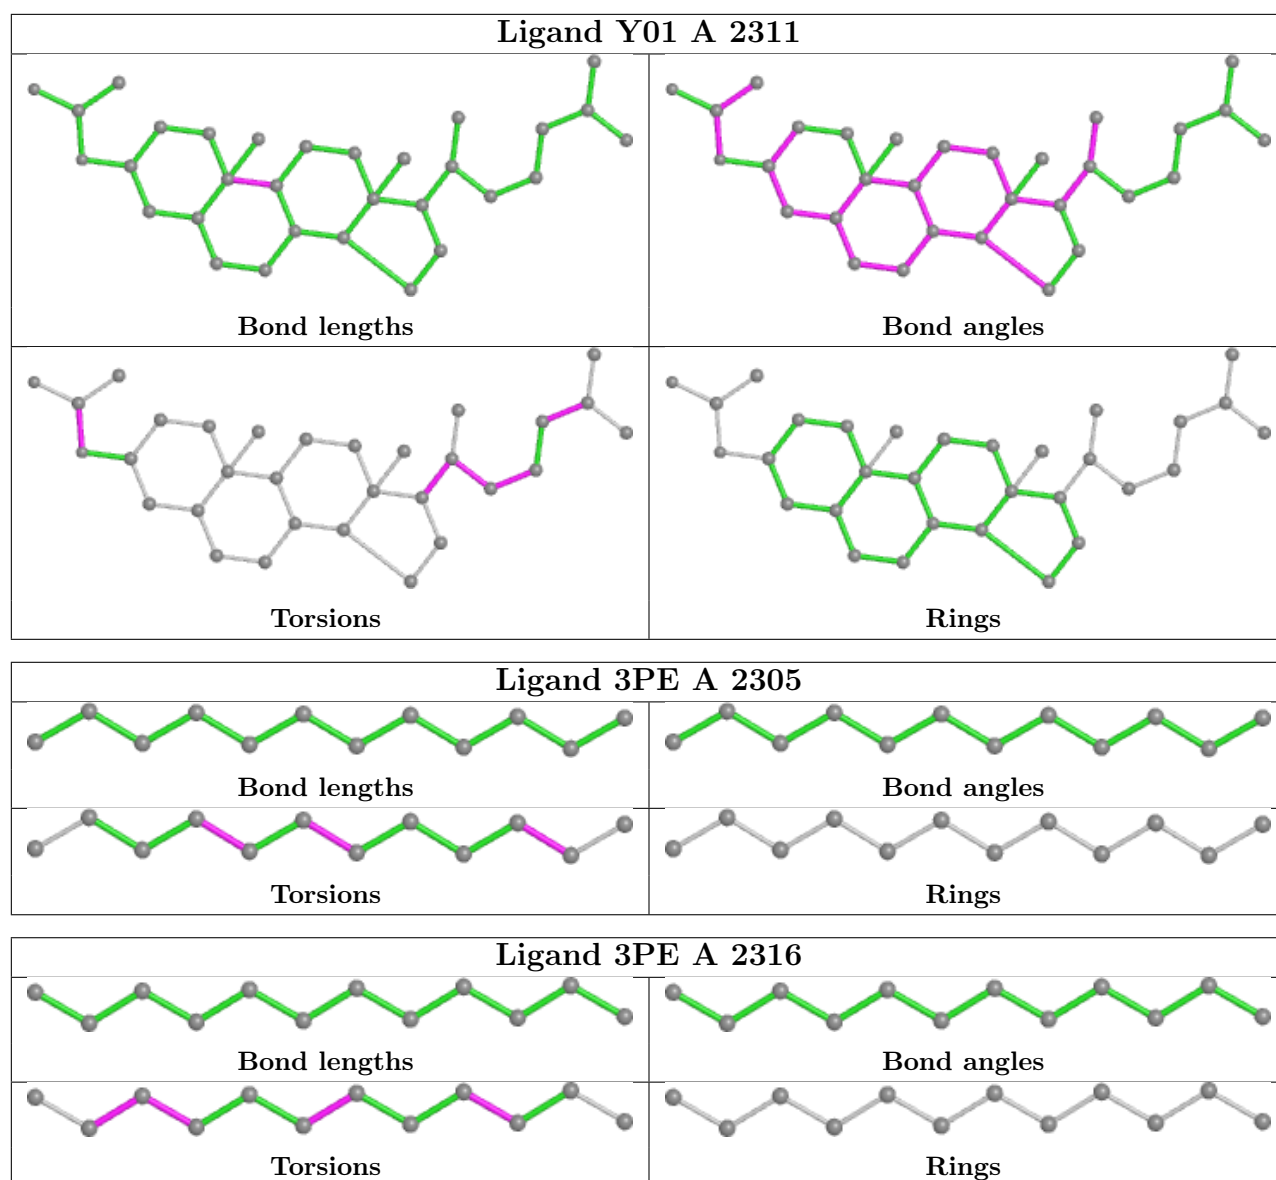 Ligand Y01 A 2311
Bond lengths
Bond angles
Torsions
Rings
Ligand 3PE A 2305
Bond lengths
Bond angles
Torsions
Rings
Ligand 3PE A 2316
Bond lengths
Bond angles
Torsions
Rings